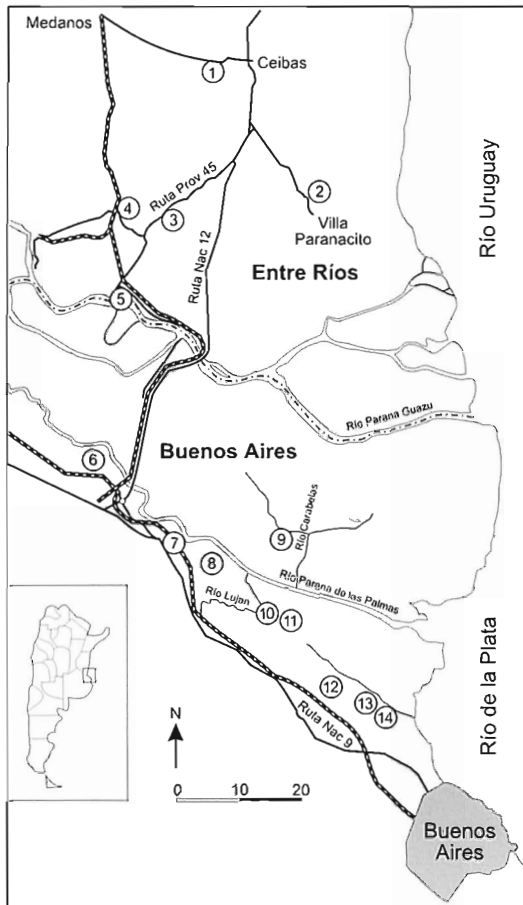 Medanos
1
Ceibas
Río Uruguay
Ruta Prov 45
2
4
3
Villa
Paranacito
Ruta Nac 12
Entre Ríos
5
Río Parana Guazu
Buenos Aires
6
Río Carabelas
9
7
8
Río Parana de las Palmas
Río Lujan
10
11
Río de la Plata
12
13
14
Ruta Nac 9
N
0
10
20
Buenos
Aires